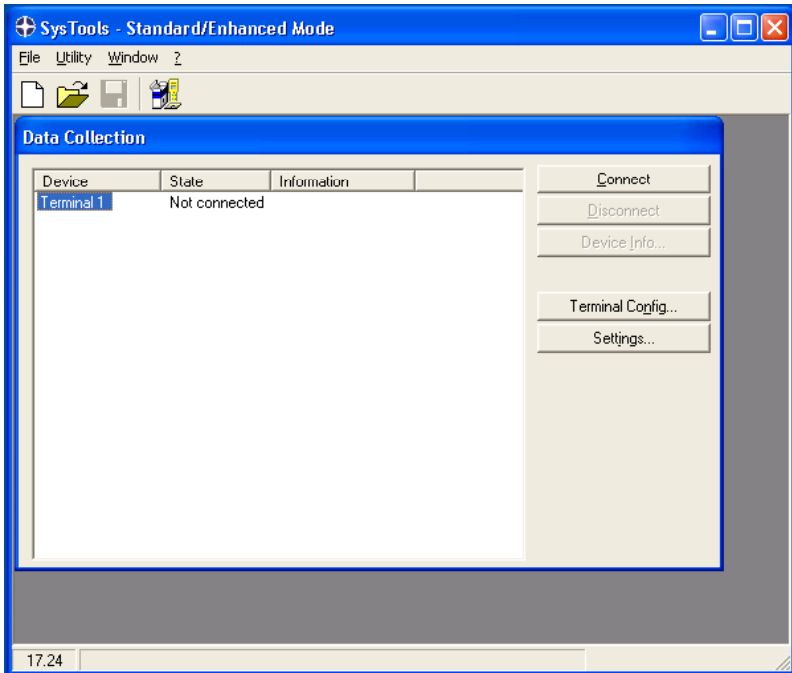 SysTools - Standard/Enhanced Mode
File Utility Window ?
Data Collection
Device State Information
Terminal 1 Not connected
Connect
Disconnect
Device Info...
Terminal Config...
Settings...
17.24